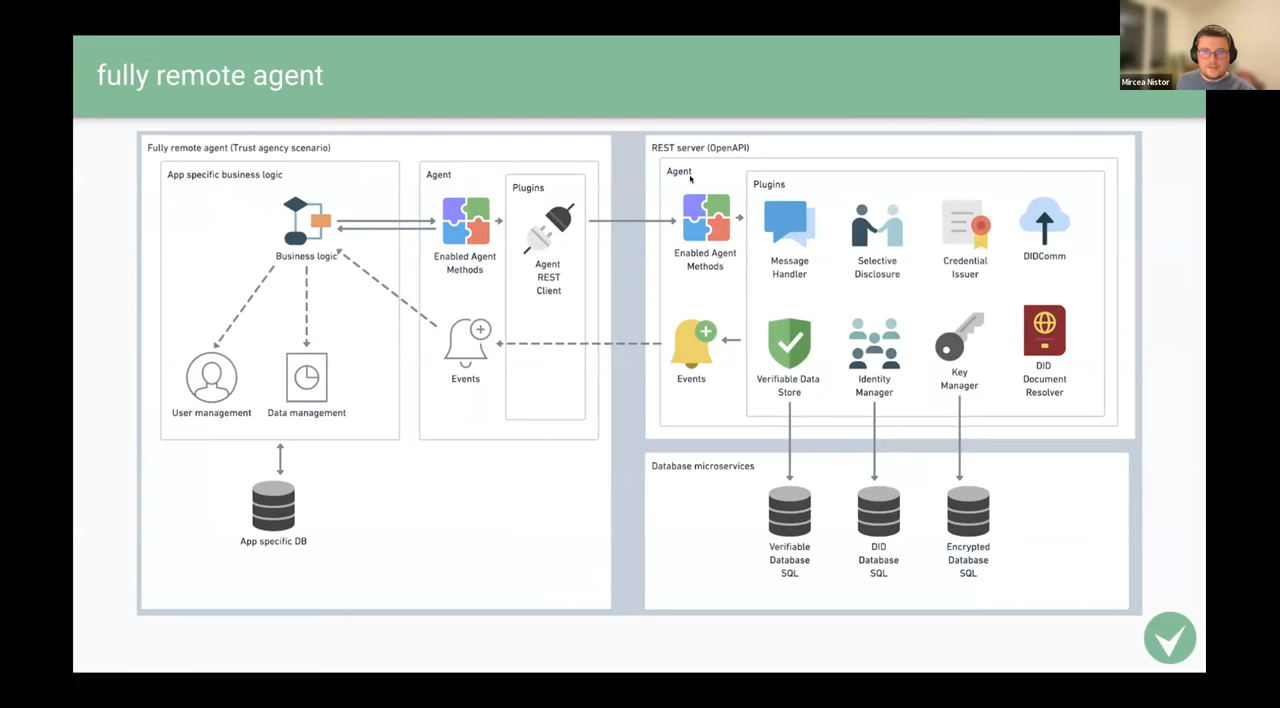 fully remote agent
Mircea Nistor
Fully remote agent (Trust agency scenario)
App specific business logic
Business logic
User management
Data management
App specific DB
Agent
Enabled Agent
Methods
Events
Plugins
Agent
REST
Client
REST server (OpenAPI)
Agent
Enabled Agent
Methods
Events
Plugins
Message
Handler
Selective
Disclosure
Credential
Issuer
DIDComm
Verifiable Data
Store
Identity
Manager
Key
Manager
DID
Document
Resolver
Database microservices
Verifiable
Database
SQL
DID
Database
SQL
Encrypted
Database
SQL